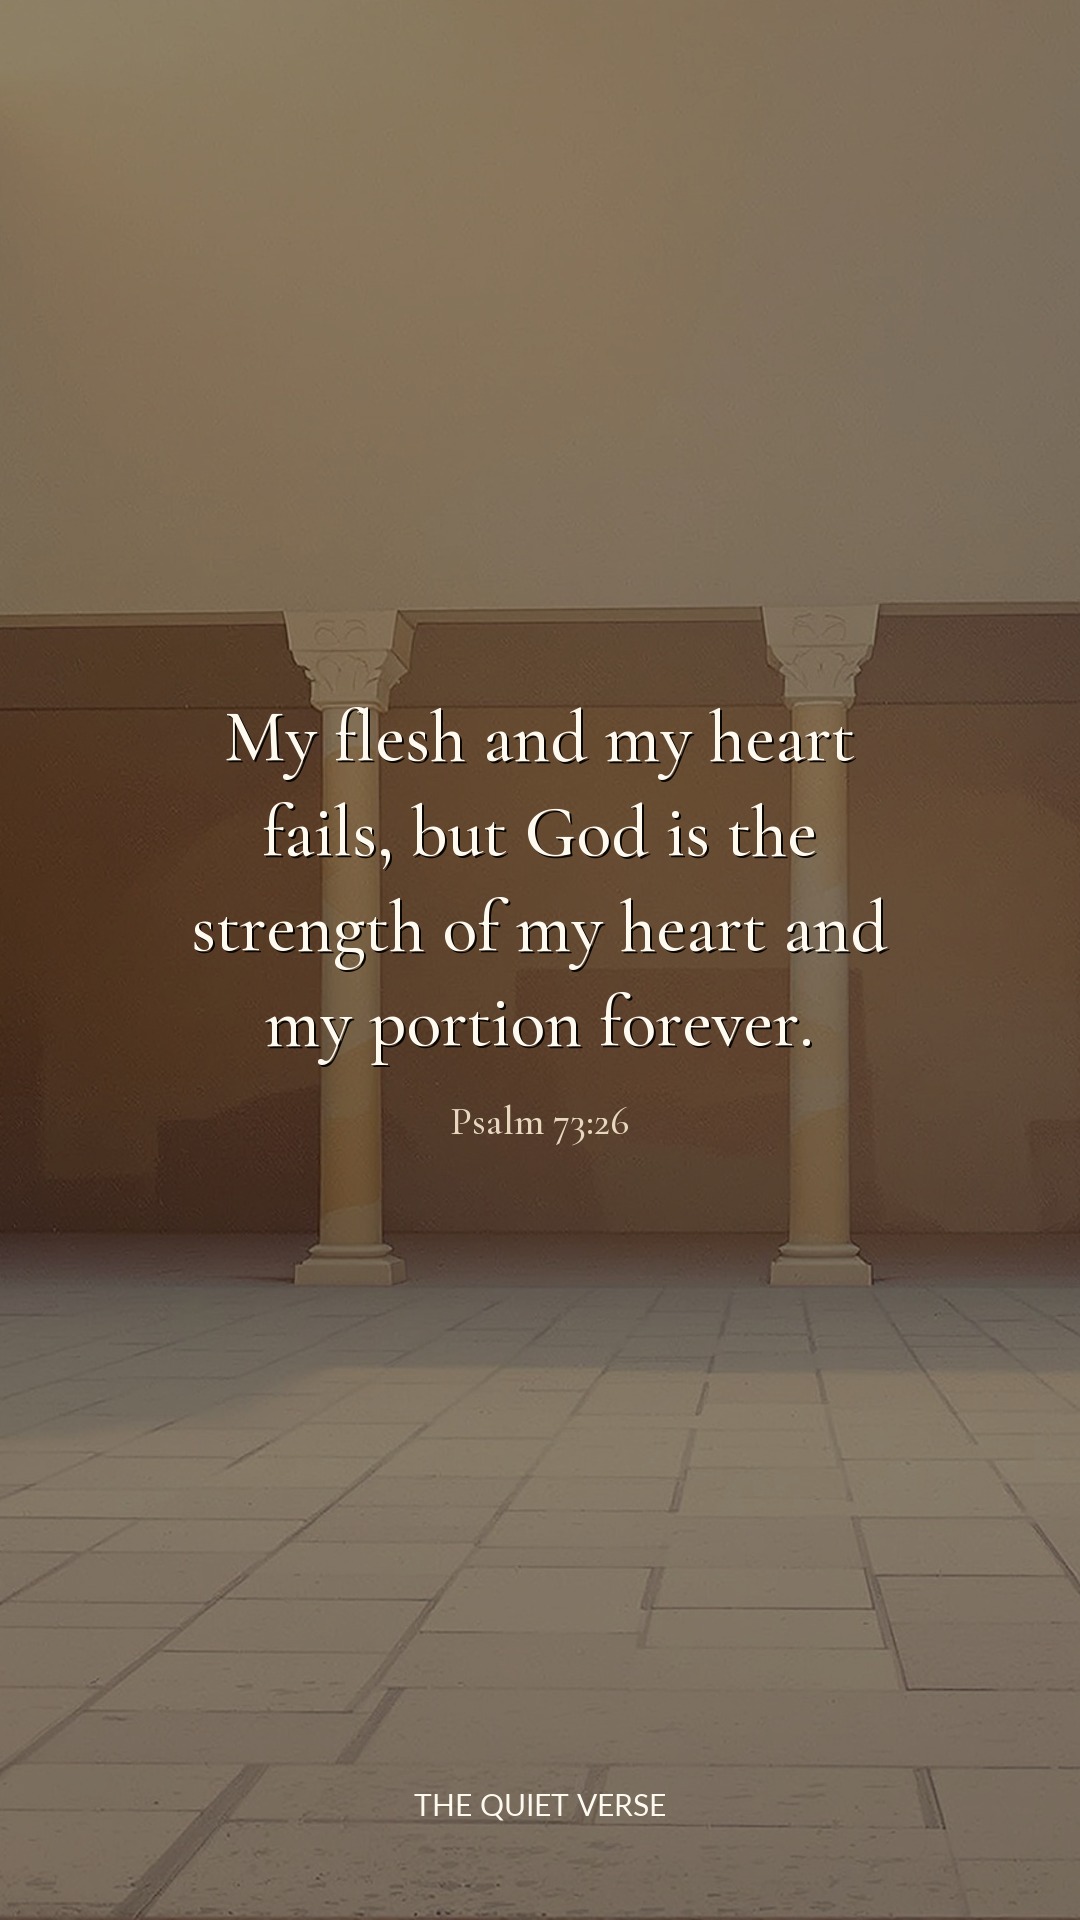 My flesh and my heart
fails, but God is the
strength of my heart and
my portion forever.
Psalm 73:26
THE QUIET VERSE